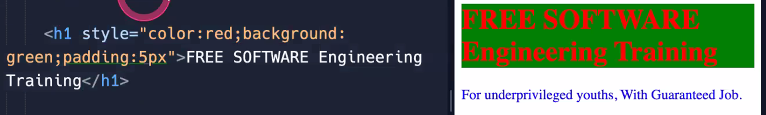 <h1 style="color:red;background:
green;padding:5px">FREE SOFTWARE Engineering
Training</h1>
FREE SOFTWARE
Engineering Training
For underprivileged youths, With Guaranteed Job.